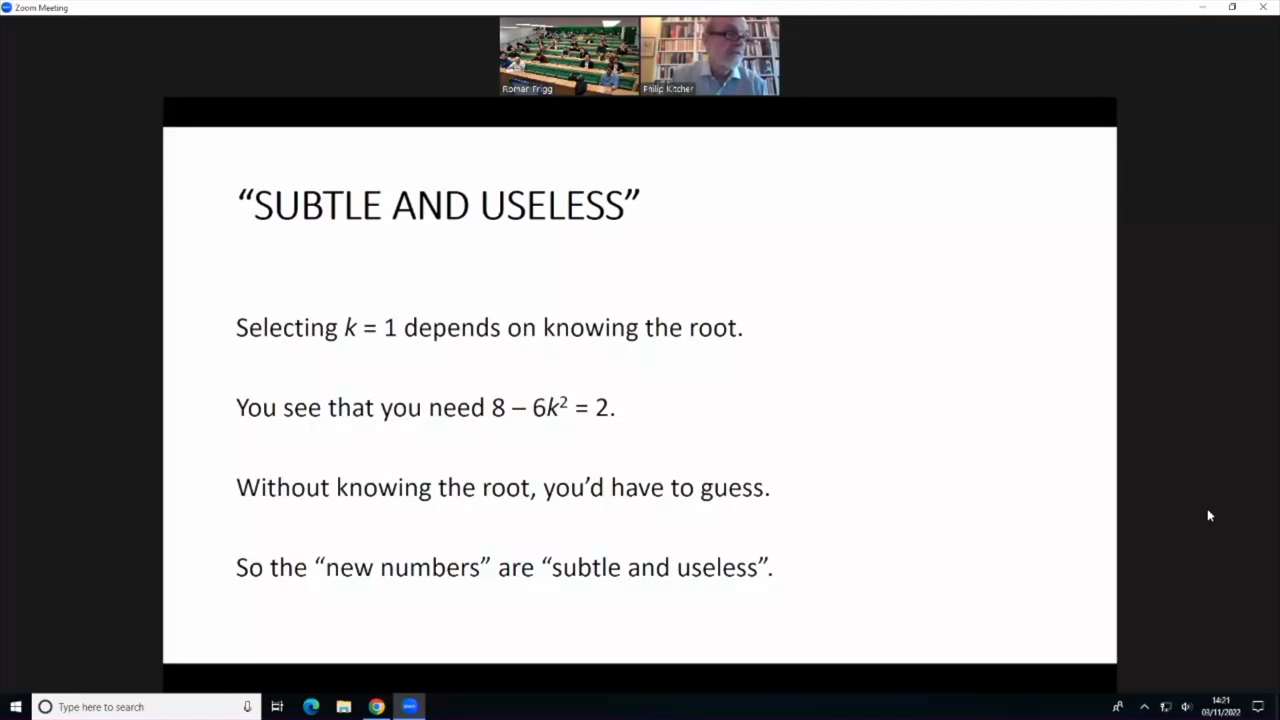 Zoom Meeting
Roman Frigg
Philip Kitcher
“SUBTLE AND USELESS”
Selecting k = 1 depends on knowing the root.
You see that you need 8 – 6k² = 2.
Without knowing the root, you’d have to guess.
So the “new numbers” are “subtle and useless”.
Type here to search
14:21
03/11/2022